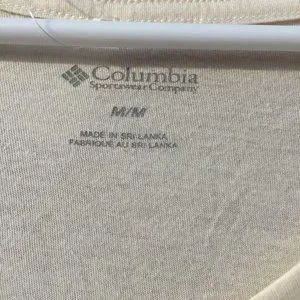 Columbia
Sportswear Company
M/M
MADE IN SRI LANKA
FABRIQUÉ AU SRI LANKA